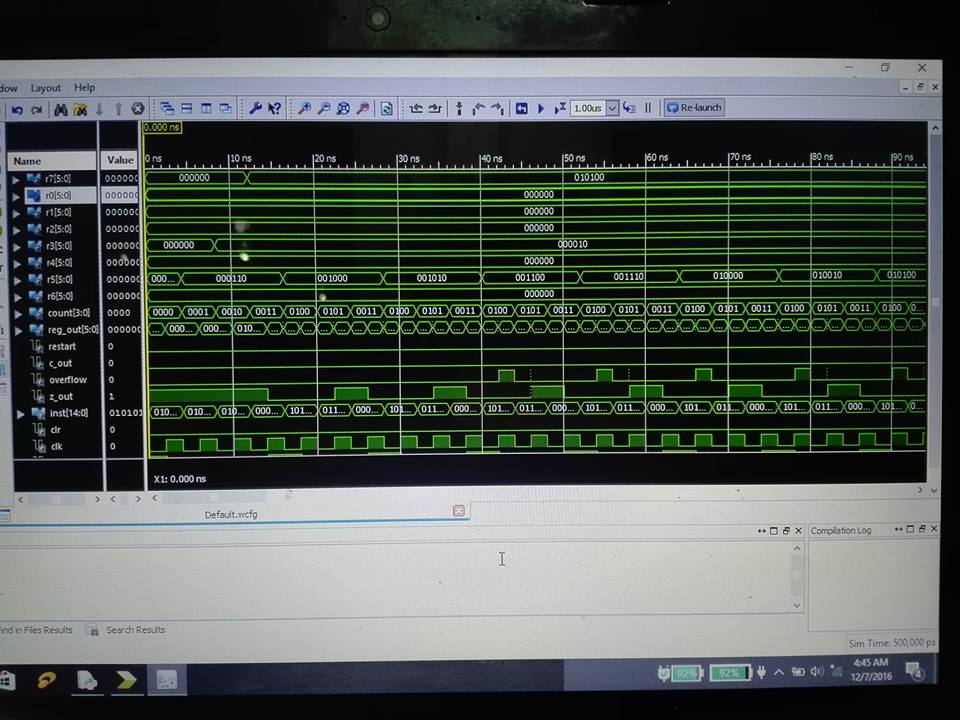 dow Layout Help
1.00us Re-launch
0.000 ns
Name Value
0 ns 10 ns 20 ns 30 ns 40 ns 50 ns 60 ns 70 ns 80 ns 90 ns
r7[5:0] 000000 000000 010100
r0[5:0] 000000 000000
r1[5:0] 000000 000000
r2[5:0] 000000 000000
r3[5:0] 000000 000000 000010
r4[5:0] 000000 000000
r5[5:0] 000000 000... 000110 001000 001010 001100 001110 010000 010010 010100
r6[5:0] 000000 000000
count[3:0] 0000 0000 0001 0010 0011 0100 0101 0011 0100 0101 0011 0100 0101 0011 0100 0101 0011 0100 0101 0011 0100 0101 0011 0100 0...
reg_out[5:0] 000000 ... 000... 000... 010...
restart 0
c_out 0
overflow 0
z_out 1
inst[14:0] 010101 010... 010... 010... 000... 101... 011... 000... 101... 011... 000... 101... 011... 000... 101... 011... 000... 101... 011... 000... 101... 011... 000... 101... 0...
clr 0
clk 0
X1: 0.000 ns
Default.wcfg
Compilation Log
Find in Files Results Search Results
Sim Time: 500,000 ps
92% 92% 4:45 AM
12/7/2016 4